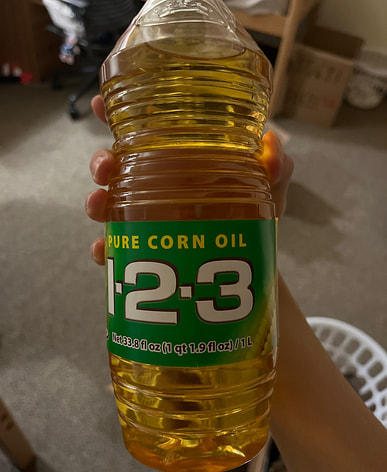 PURE CORN OIL
1·2·3
Net 33.8 fl oz (1 qt 1.9 fl oz) / 1 L